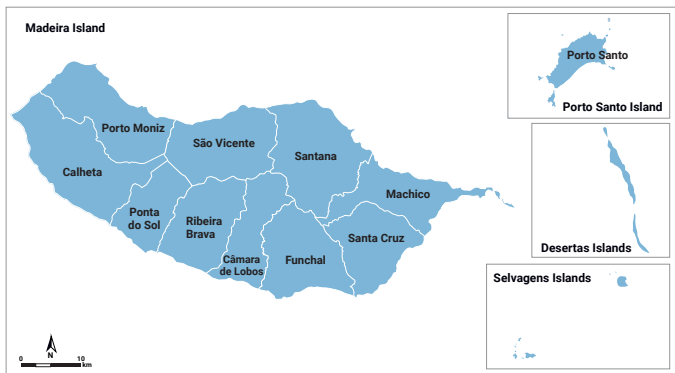 Madeira Island
Porto Moniz
São Vicente
Santana
Calheta
Machico
Ponta
do Sol
Ribeira
Brava
Santa Cruz
Câmara
de Lobos
Funchal
Porto Santo
Porto Santo Island
Desertas Islands
Selvagens Islands
N
0 10
km